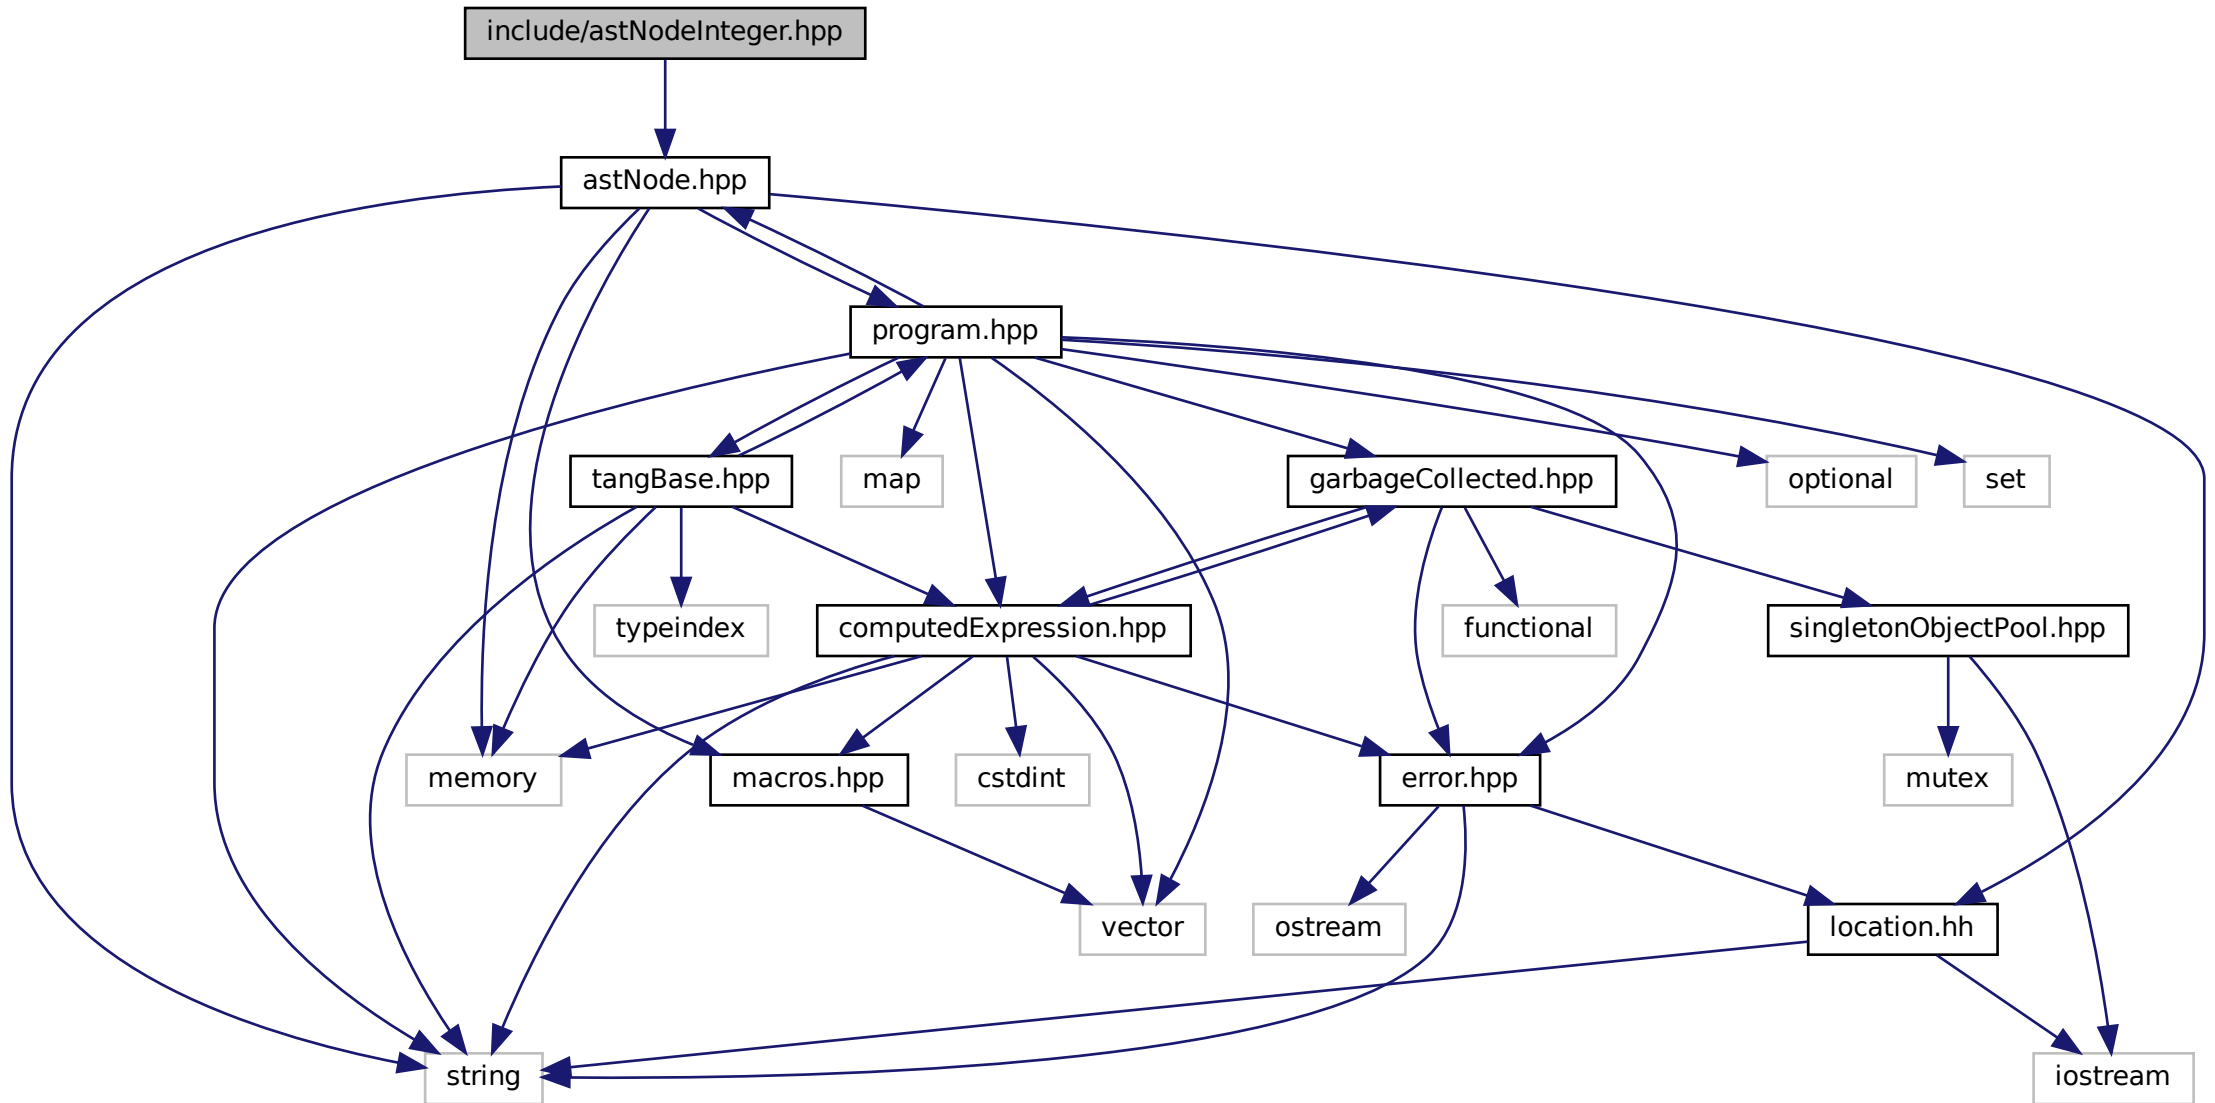 include/astNodeInteger.hpp
astNode.hpp
program.hpp
tangBase.hpp
map
garbageCollected.hpp
optional
set
typeindex
computedExpression.hpp
functional
singletonObjectPool.hpp
memory
macros.hpp
cstdint
error.hpp
mutex
vector
ostream
location.hh
string
iostream